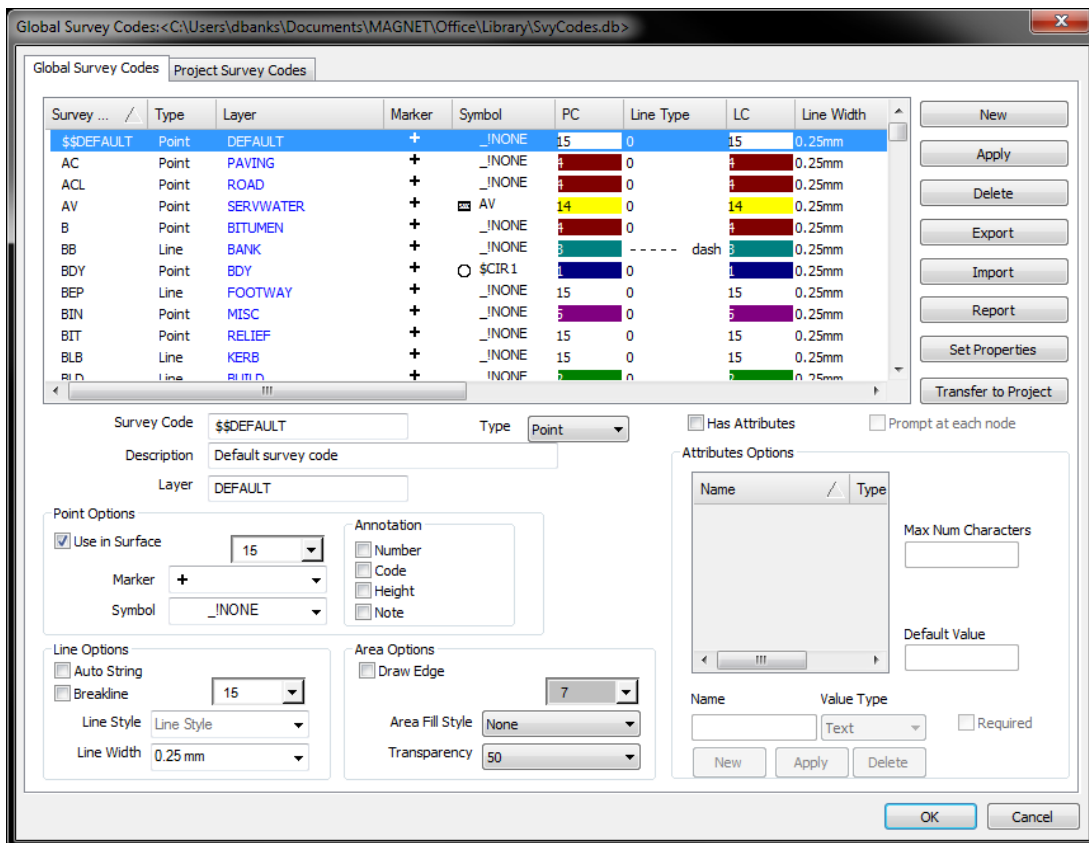 Global Survey Codes:<C:\Users\dbanks\Documents\MAGNET\Office\Library\SvyCodes.db>
Global Survey Codes Project Survey Codes
Survey ... Type Layer Marker Symbol PC Line Type LC Line Width
$$DEFAULT Point DEFAULT + _!NONE 15 0 15 0.25mm
AC Point PAVING + _!NONE 4 0 4 0.25mm
ACL Point ROAD + _!NONE 4 0 4 0.25mm
AV Point SERVWATER + AV 14 0 14 0.25mm
B Point BITUMEN + _!NONE 4 0 4 0.25mm
BB Line BANK + _!NONE 3 - - - - - dash 3 0.25mm
BDY Point BDY + $CIR1 1 0 1 0.25mm
BEP Line FOOTWAY + _!NONE 15 0 15 0.25mm
BIN Point MISC + _!NONE 5 0 5 0.25mm
BIT Point RELIEF + _!NONE 15 0 15 0.25mm
BLB Line KERB + _!NONE 15 0 15 0.25mm
BLD Line BUILD + _!NONE 2 0 2 0.25mm
New
Apply
Delete
Export
Import
Report
Set Properties
Transfer to Project
Survey Code $$DEFAULT Type Point
Description Default survey code
Layer DEFAULT
Has Attributes Prompt at each node
Point Options
Use in Surface 15
Marker +
Symbol _!NONE
Annotation
Number
Code
Height
Note
Line Options
Auto String
Breakline 15
Line Style Line Style
Line Width 0.25 mm
Area Options
Draw Edge
7
Area Fill Style None
Transparency 50
Attributes Options
Name Type
Max Num Characters
Default Value
Name Value Type
Text Required
New Apply Delete
OK Cancel